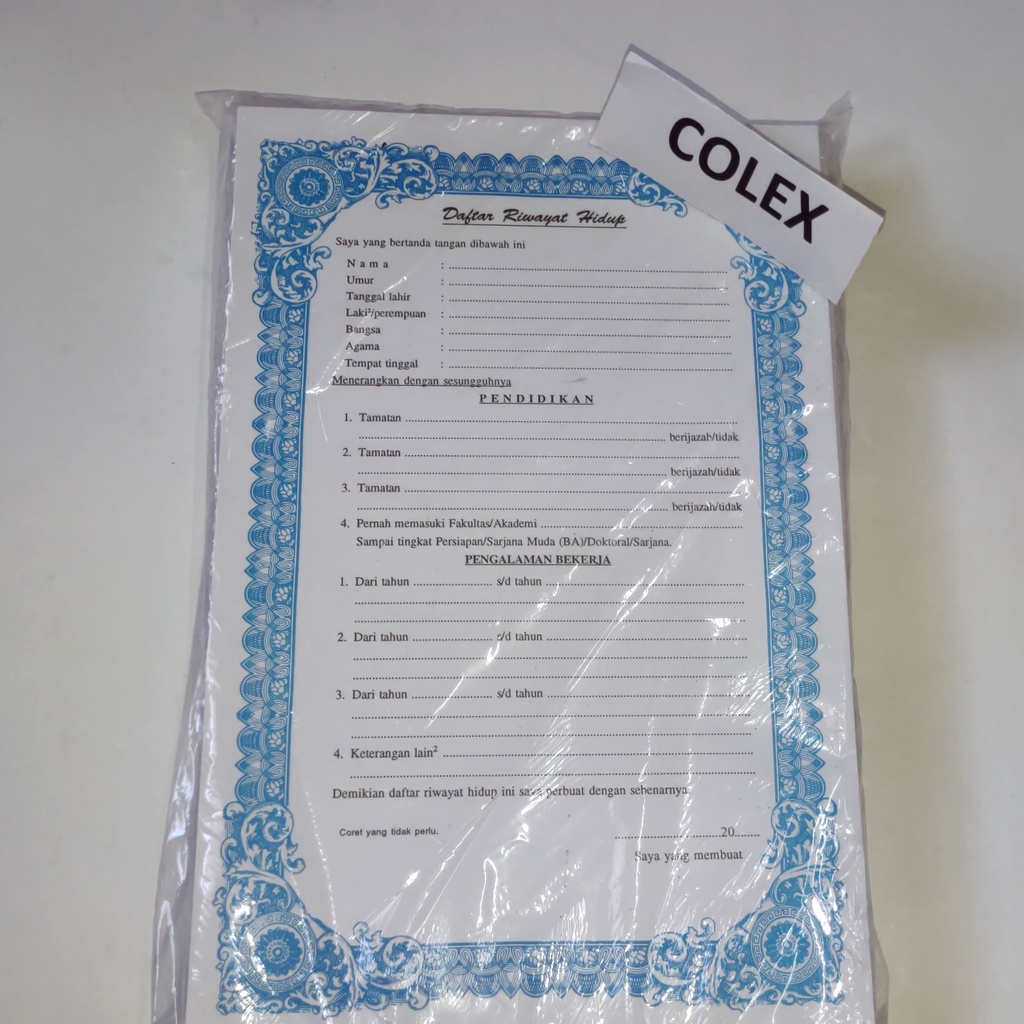 COLEX
Daftar Riwayat Hidup
Saya yang bertanda tangan dibawah ini
N a m a : ..............................
Umur : ..............................
Tanggal lahir : ..............................
Laki²/perempuan : ..............................
Bangsa : ..............................
Agama : ..............................
Tempat tinggal : ..............................
Menerangkan dengan sesungguhnya
PENDIDIKAN
1. Tamatan ..............................
.............................. berijazah/tidak
2. Tamatan ..............................
.............................. berijazah/tidak
3. Tamatan ..............................
.............................. berijazah/tidak
4. Pernah memasuki Fakultas/Akademi ..............................
Sampai tingkat Persiapan/Sarjana Muda (BA)/Doktoral/Sarjana.
PENGALAMAN BEKERJA
1. Dari tahun .................... s/d tahun ..............................
..............................
..............................
2. Dari tahun .................... s/d tahun ..............................
..............................
..............................
3. Dari tahun .................... s/d tahun ..............................
..............................
..............................
4. Keterangan lain² ..............................
..............................
Demikian daftar riwayat hidup ini saya perbuat dengan sebenarnya.
Coret yang tidak perlu.
..............................20.......
Saya yang membuat